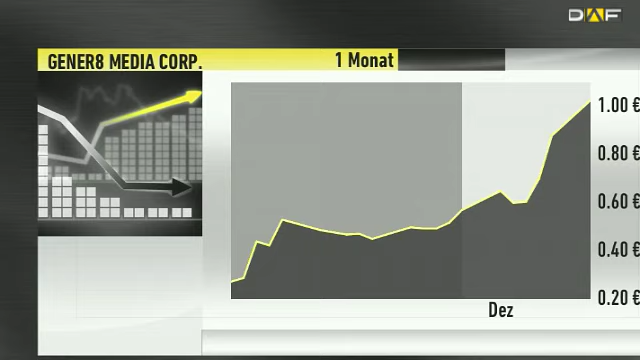 DAF
GENER8 MEDIA CORP. 1 Monat
1.00 €
0.80 €
0.60 €
0.40 €
0.20 €
Dez